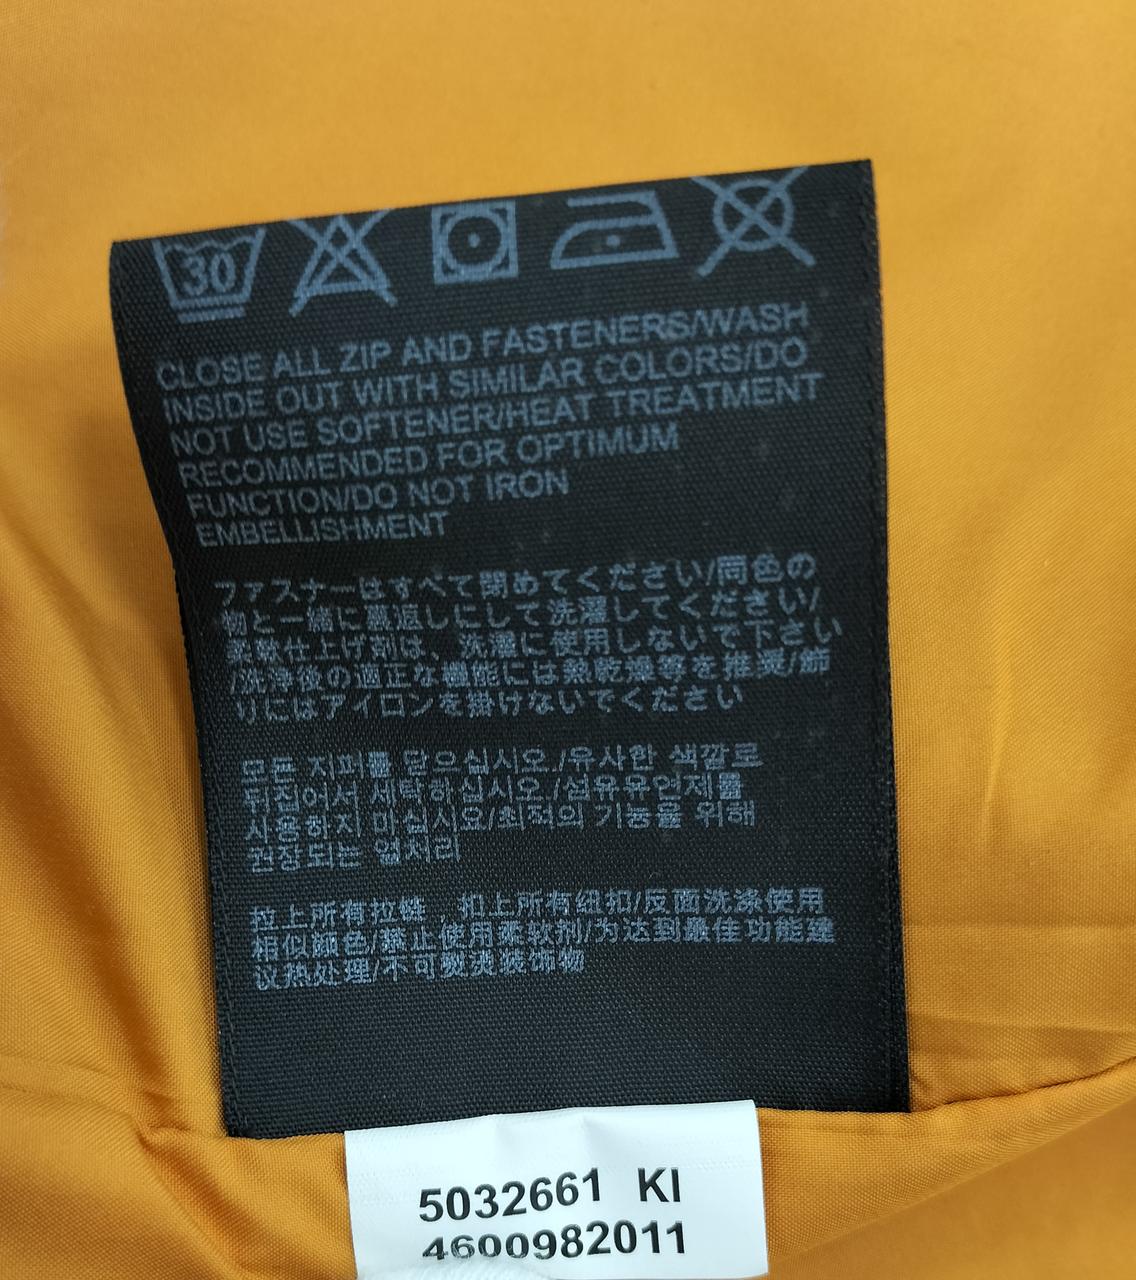 30
CLOSE ALL ZIP AND FASTENERS/WASH
INSIDE OUT WITH SIMILAR COLORS/DO
NOT USE SOFTENER/HEAT TREATMENT
RECOMMENDED FOR OPTIMUM
FUNCTION/DO NOT IRON
EMBELLISHMENT
ファスナーはすべて閉めてください/同色の
物と一緒に裏返しにして洗濯してください/
柔軟仕上げ剤は、洗濯に使用しないで下さい
/洗浄後の適正な機能には熱乾燥等を推奨/飾
りにはアイロンを掛けないでください
모든 지퍼를 닫으십시오./유사한 색깔로
뒤집어서 세탁하십시오./섬유유연제를
사용하지 마십시오/최적의 기능을 위해
권장되는 열처리
拉上所有拉链，扣上所有纽扣/反面洗涤使用
相似颜色/禁止使用柔软剂/为达到最佳功能建
议热处理/不可熨烫装饰物
5032661 KI
4600982011